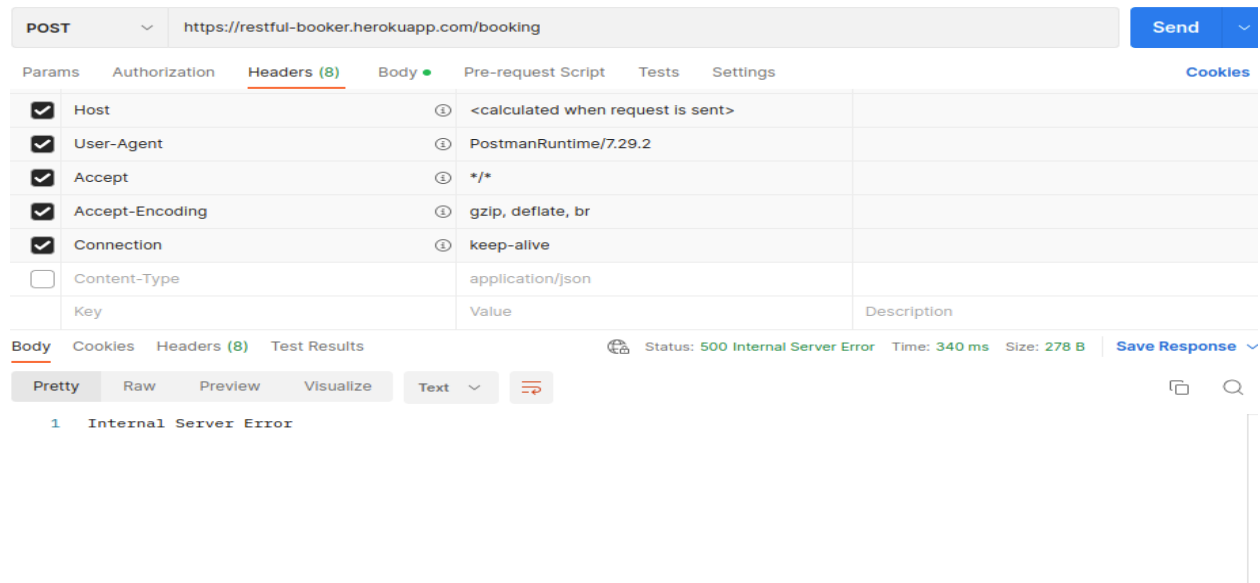 POST https://restful-booker.herokuapp.com/booking Send
Params Authorization Headers (8) Body Pre-request Script Tests Settings Cookies
Host <calculated when request is sent>
User-Agent PostmanRuntime/7.29.2
Accept */*
Accept-Encoding gzip, deflate, br
Connection keep-alive
Content-Type application/json
Key Value Description
Body Cookies Headers (8) Test Results Status: 500 Internal Server Error Time: 340 ms Size: 278 B Save Response
Pretty Raw Preview Visualize Text
1 Internal Server Error